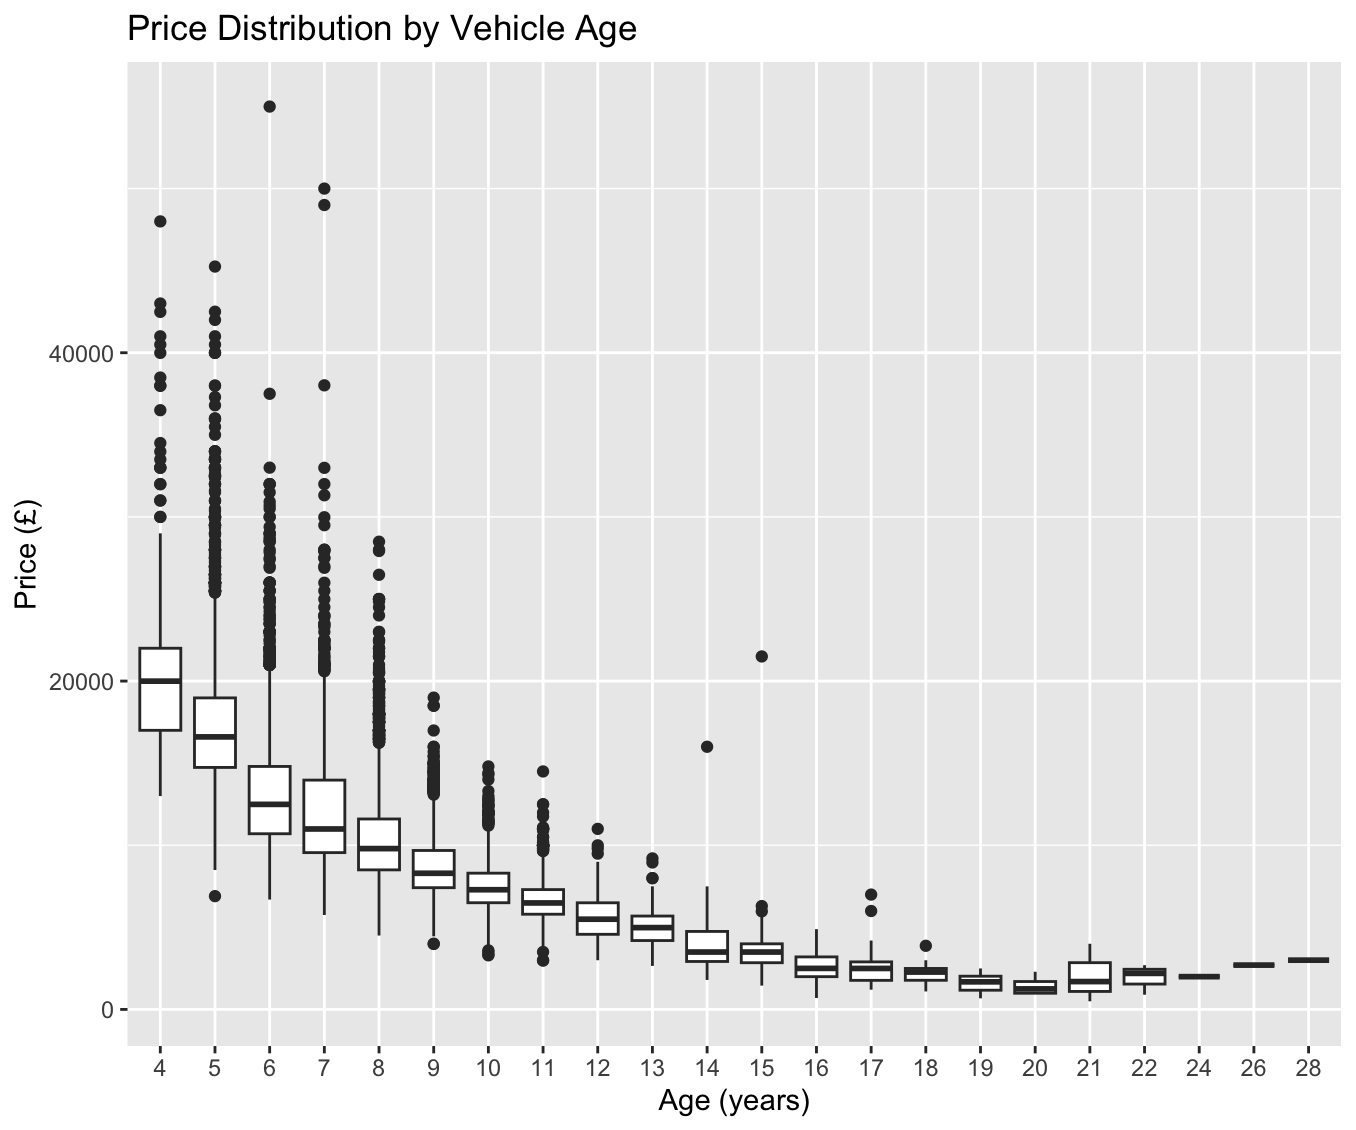 Price Distribution by Vehicle Age
Price (£)
40000
20000
0
4 5 6 7 8 9 10 11 12 13 14 15 16 17 18 19 20 21 22 24 26 28
Age (years)